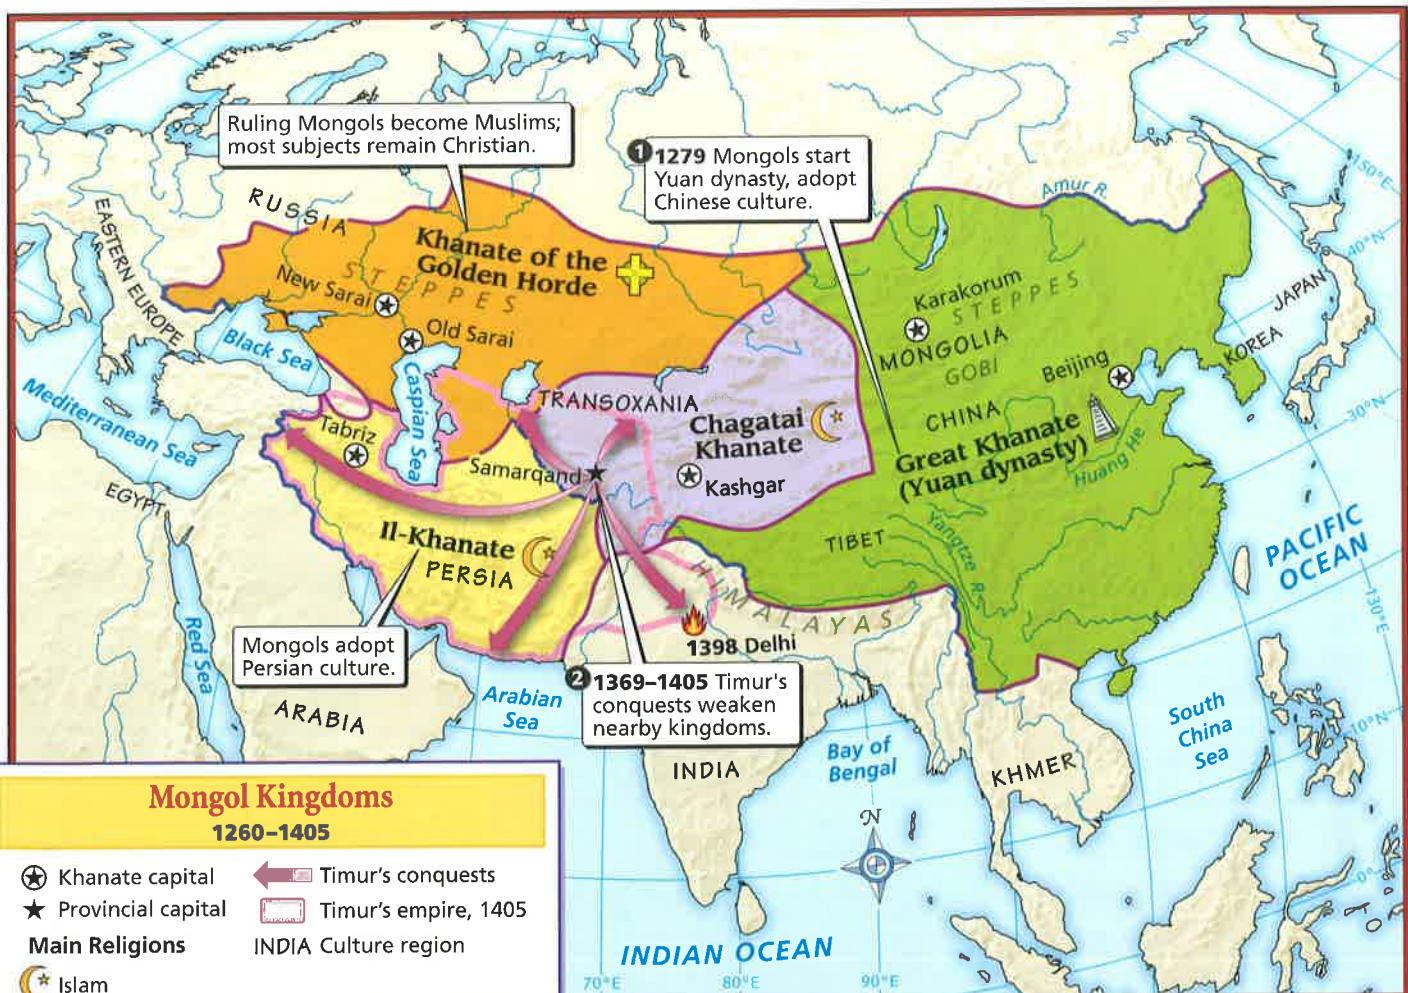 Ruling Mongols become Muslims;
most subjects remain Christian.
1 1279 Mongols start
Yuan dynasty, adopt
Chinese culture.
RUSSIA
EASTERN EUROPE
Khanate of the
Golden Horde
STEPPES
New Sarai
Old Sarai
Black Sea
Caspian Sea
Mediterranean Sea
Amur R.
150°E
40°N
Karakorum
STEPPES
MONGOLIA
GOBI
Beijing
JAPAN
KOREA
TRANSOXANIA
Chagatai
Khanate
Kashgar
CHINA
Great Khanate
(Yuan dynasty)
Huang He
30°N
Tabriz
Samarqand
EGYPT
Il-Khanate
PERSIA
TIBET
Yangtze R.
PACIFIC
OCEAN
HIMALAYAS
130°E
Red Sea
Mongols adopt
Persian culture.
1398 Delhi
2 1369–1405 Timur's
conquests weaken
nearby kingdoms.
ARABIA
Arabian
Sea
INDIA
Bay of
Bengal
KHMER
South
China
Sea
10°N
N
0°
INDIAN OCEAN
70°E
80°E
90°E
Mongol Kingdoms
1260–1405
Khanate capital
Provincial capital
Main Religions
Islam
Timur's conquests
Timur's empire, 1405
INDIA Culture region